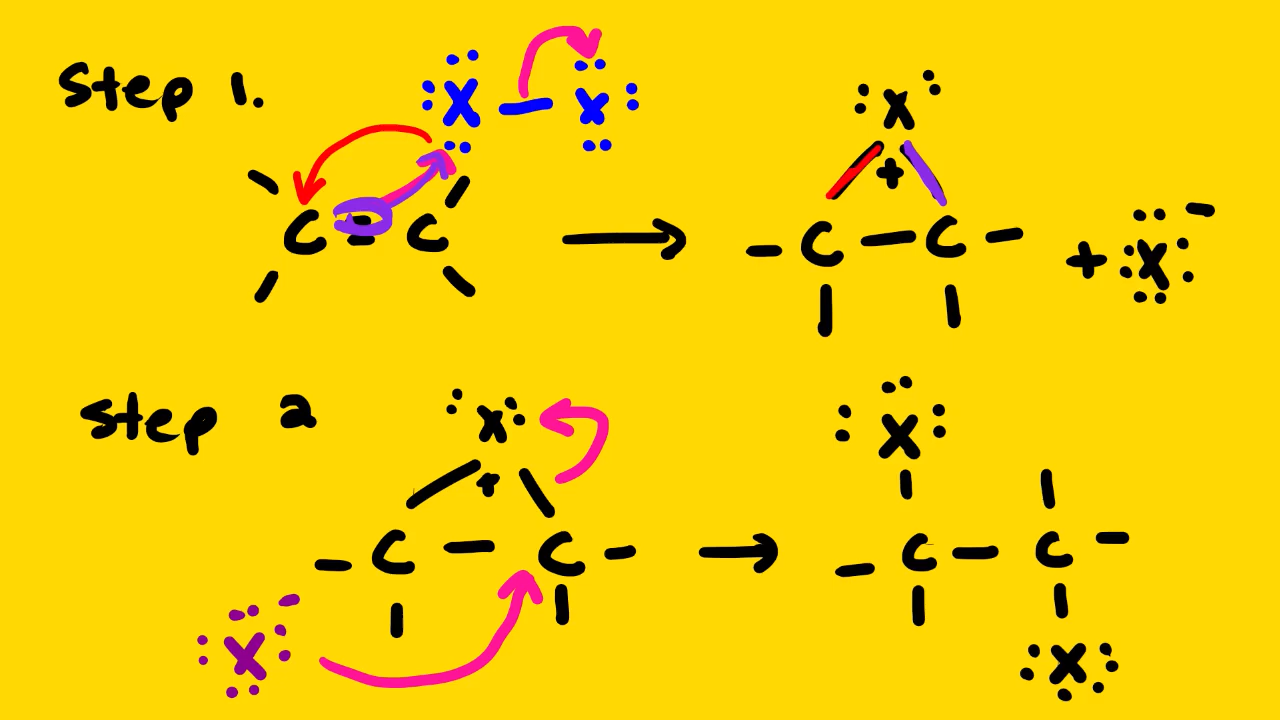 Step 1.
X — X
X
+
C = C
C — C
+ X −
Step 2
X
X
+
C — C
C — C
X −
X